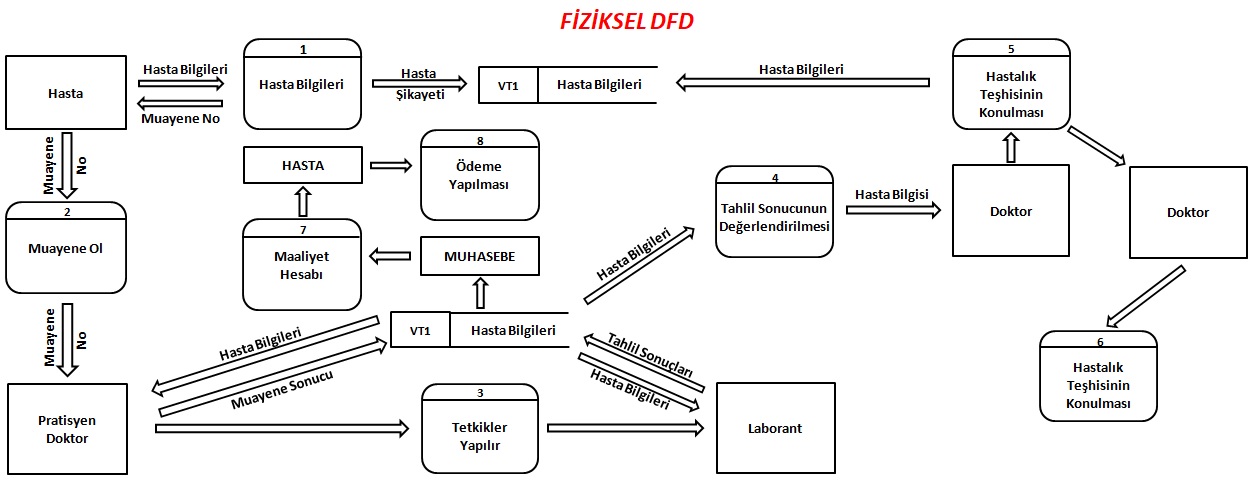 FİZİKSEL DFD
Hasta
Hasta Bilgileri
Muayene No
1
Hasta Bilgileri
Hasta
Şikayeti
VT1
Hasta Bilgileri
Hasta Bilgileri
5
Hastalık
Teşhisinin
Konulması
Muayene
No
HASTA
8
Ödeme
Yapılması
4
Tahlil Sonucunun
Değerlendirilmesi
Hasta Bilgisi
Doktor
Doktor
2
Muayene Ol
7
Maaliyet
Hesabı
MUHASEBE
Hasta Bilgileri
Muayene
No
VT1
Hasta Bilgileri
Hasta Bilgileri
Muayene Sonucu
Tahlil Sonuçları
Hasta Bilgileri
6
Hastalık
Teşhisinin
Konulması
Pratisyen
Doktor
3
Tetkikler
Yapılır
Laborant